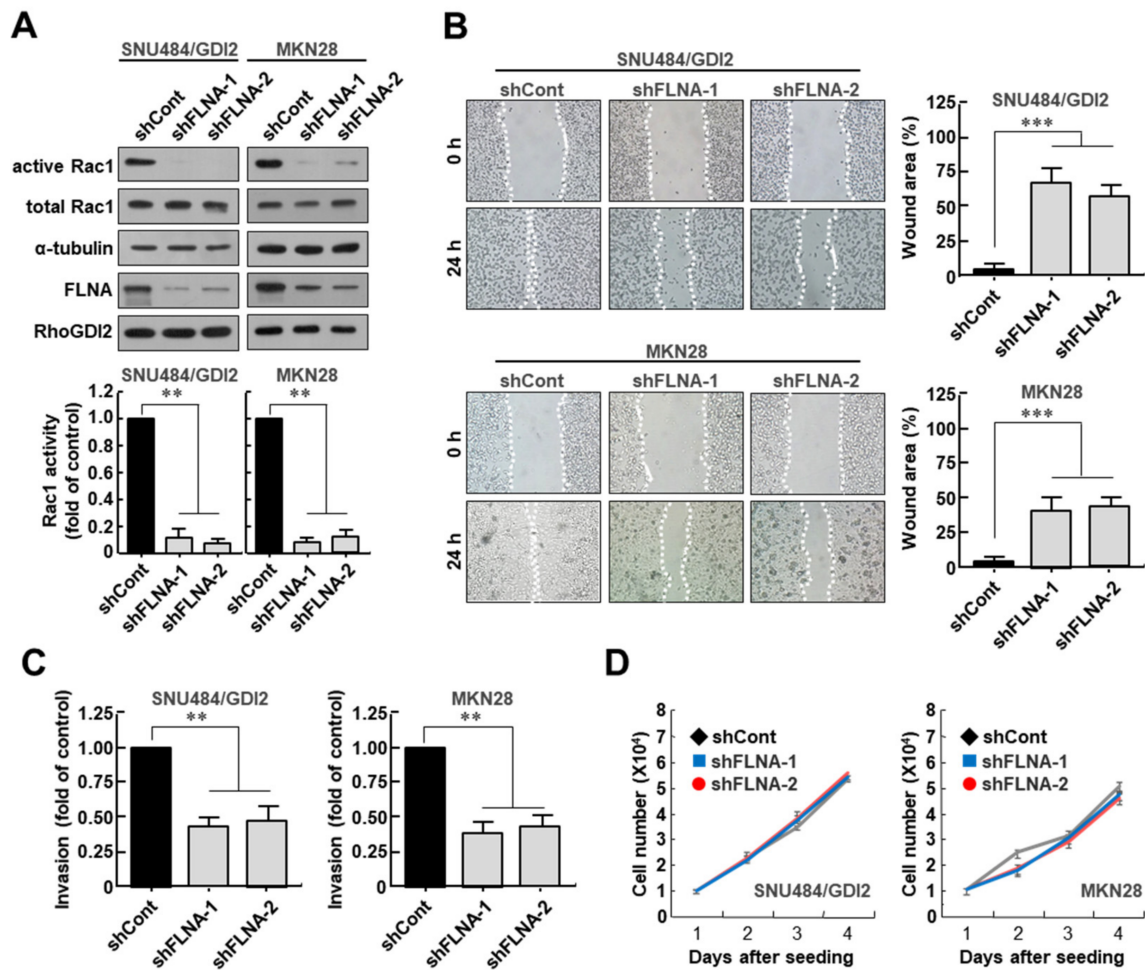 A
SNU484/GDI2 MKN28
shCont shFLNA-1 shFLNA-2 shCont shFLNA-1 shFLNA-2
active Rac1
total Rac1
α-tubulin
FLNA
RhoGDI2
SNU484/GDI2 MKN28
Rac1 activity
(fold of control)
1.2
1.0
0.8
0.6
0.4
0.2
0
** **
shCont shFLNA-1 shFLNA-2 shCont shFLNA-1 shFLNA-2
B
SNU484/GDI2
shCont shFLNA-1 shFLNA-2
0 h
24 h
SNU484/GDI2
Wound area (%)
125
100
75
50
25
0
***
shCont shFLNA-1 shFLNA-2
MKN28
shCont shFLNA-1 shFLNA-2
0 h
24 h
MKN28
Wound area (%)
125
100
75
50
25
0
***
shCont shFLNA-1 shFLNA-2
C
SNU484/GDI2
Invasion (fold of control)
1.25
1.00
0.75
0.50
0.25
0
**
shCont shFLNA-1 shFLNA-2
MKN28
Invasion (fold of control)
1.25
1.00
0.75
0.50
0.25
0
**
shCont shFLNA-1 shFLNA-2
D
Cell number (X10⁴)
8
7
6
5
4
3
2
1
0
shCont
shFLNA-1
shFLNA-2
SNU484/GDI2
1 2 3 4
Days after seeding
Cell number (X10⁴)
8
7
6
5
4
3
2
1
0
shCont
shFLNA-1
shFLNA-2
MKN28
1 2 3 4
Days after seeding